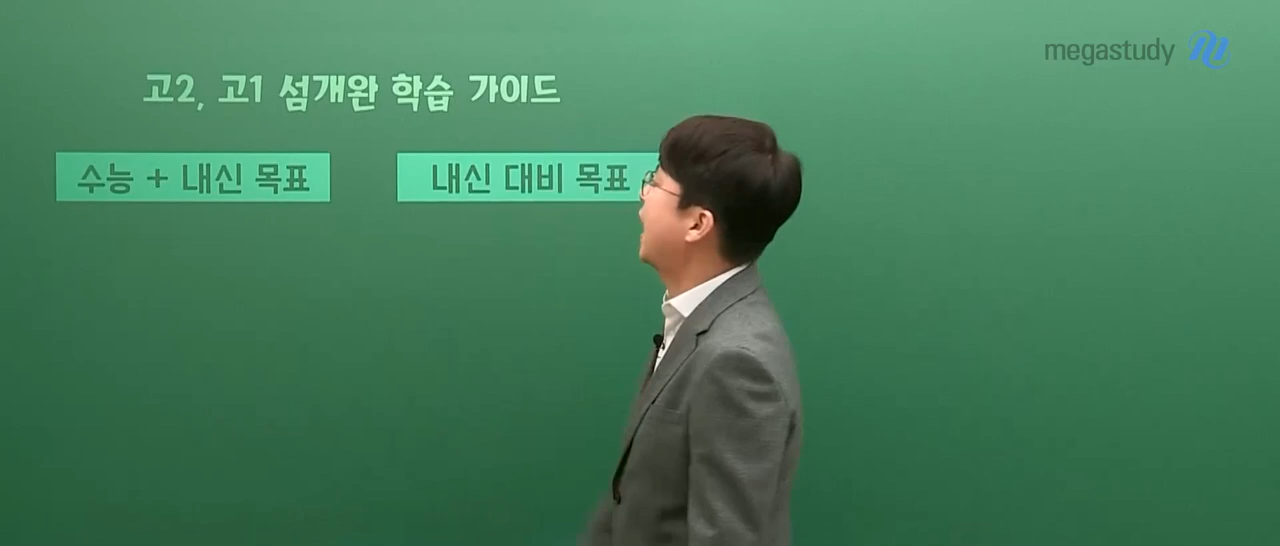 megastudy
고2, 고1 섬개완 학습 가이드
수능 + 내신 목표
내신 대비 목표